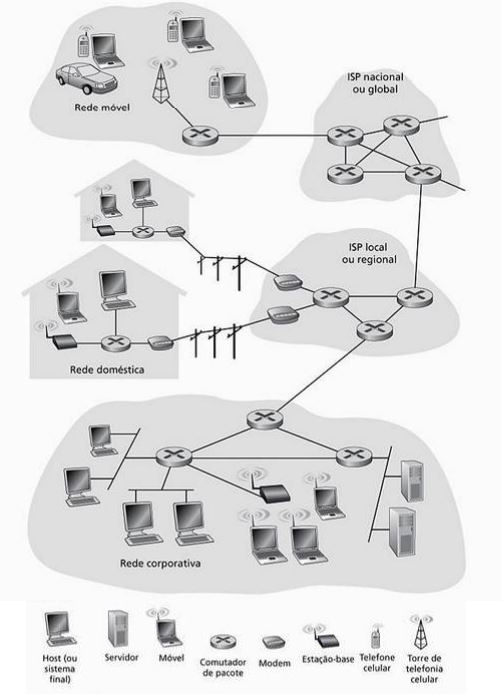 Rede móvel
ISP nacional
ou global
ISP local
ou regional
Rede doméstica
Rede corporativa
Host (ou
sistema
final)
Servidor
Móvel
Comutador
de pacote
Modem
Estação-base
Telefone
celular
Torre de
telefonia
celular